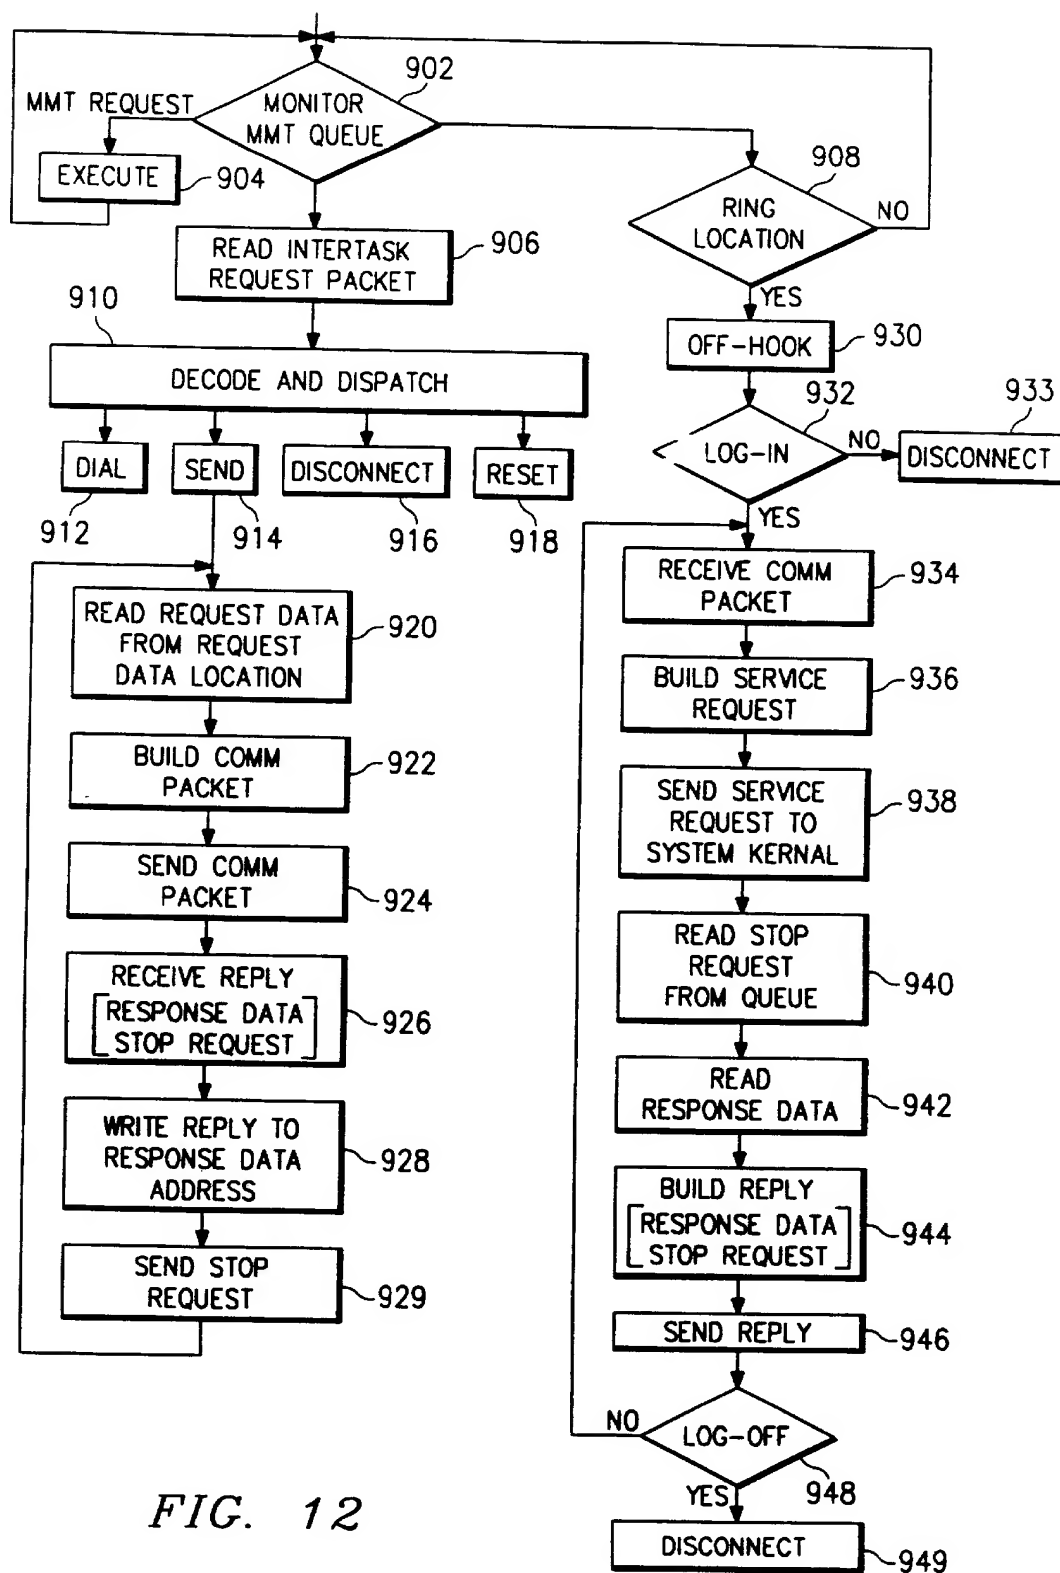 902
MMT REQUEST
MONITOR
MMT QUEUE
EXECUTE
904
908
RING
LOCATION
NO
YES
READ INTERTASK
REQUEST PACKET
906
910
DECODE AND DISPATCH
DIAL
SEND
DISCONNECT
RESET
912
914
916
918
OFF-HOOK
930
932
LOG-IN
NO
933
DISCONNECT
YES
READ REQUEST DATA
FROM REQUEST
DATA LOCATION
920
BUILD COMM
PACKET
922
SEND COMM
PACKET
924
RECEIVE REPLY
[RESPONSE DATA
STOP REQUEST]
926
WRITE REPLY TO
RESPONSE DATA
ADDRESS
928
SEND STOP
REQUEST
929
RECEIVE COMM
PACKET
934
BUILD SERVICE
REQUEST
936
SEND SERVICE
REQUEST TO
SYSTEM KERNAL
938
READ STOP
REQUEST
FROM QUEUE
940
READ
RESPONSE DATA
942
BUILD REPLY
[RESPONSE DATA
STOP REQUEST]
944
SEND REPLY
946
NO
LOG-OFF
948
YES
DISCONNECT
949
FIG. 12